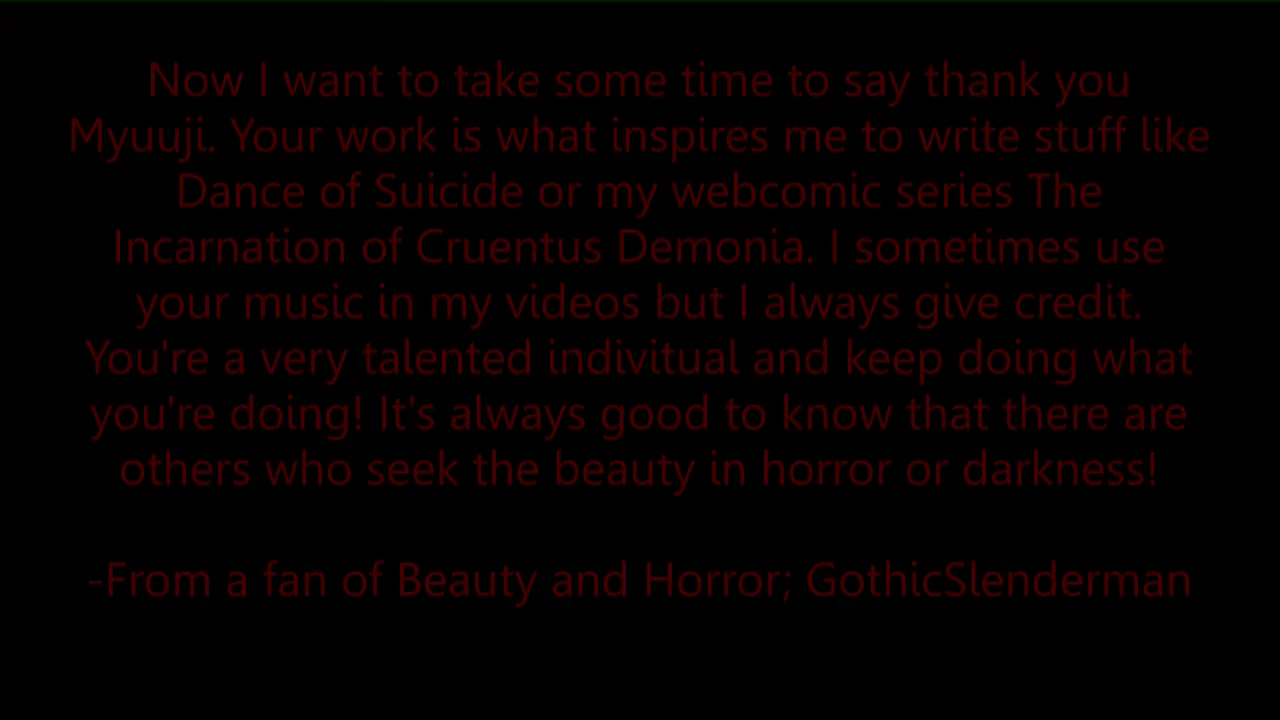 Now I want to take some time to say thank you
Myuuji. Your work is what inspires me to write stuff like
Dance of Suicide or my webcomic series The
Incarnation of Cruentus Demonia. I sometimes use
your music in my videos but I always give credit.
You're a very talented indivitual and keep doing what
you're doing! It's always good to know that there are
others who seek the beauty in horror or darkness!
-From a fan of Beauty and Horror; GothicSlenderman